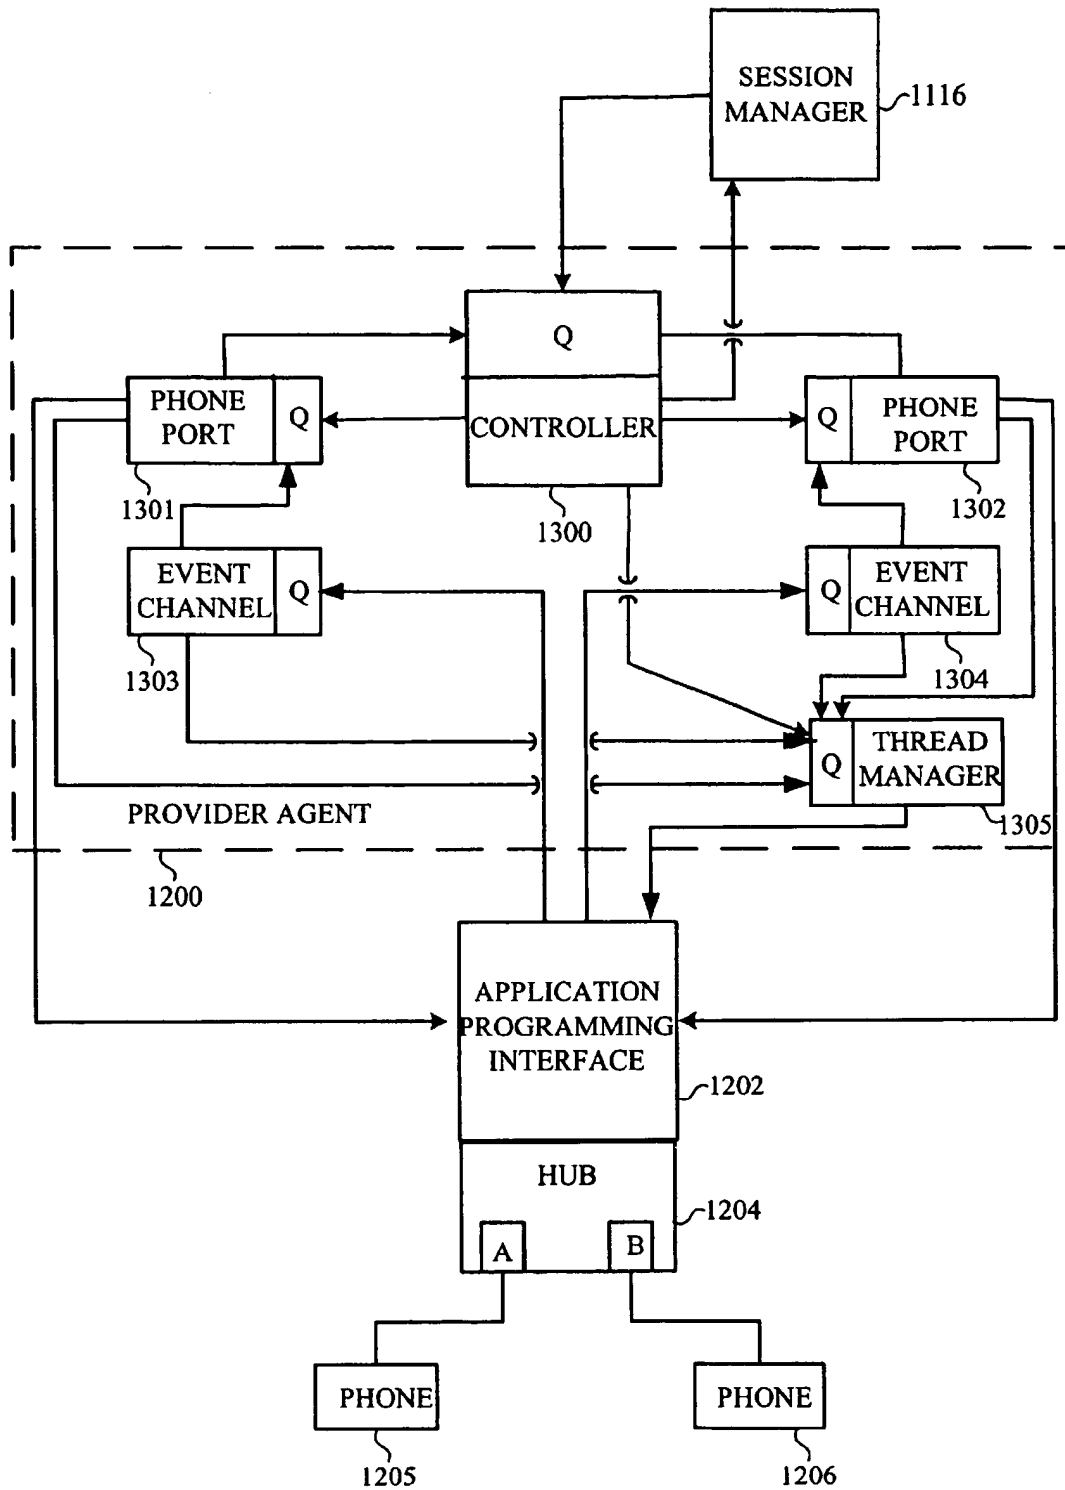 SESSION
MANAGER
1116
Q
CONTROLLER
1300
PHONE
PORT
Q
1301
Q
PHONE
PORT
1302
EVENT
CHANNEL
Q
1303
Q
EVENT
CHANNEL
1304
Q
THREAD
MANAGER
1305
PROVIDER AGENT
1200
APPLICATION
PROGRAMMING
INTERFACE
1202
HUB
1204
A
B
PHONE
1205
PHONE
1206